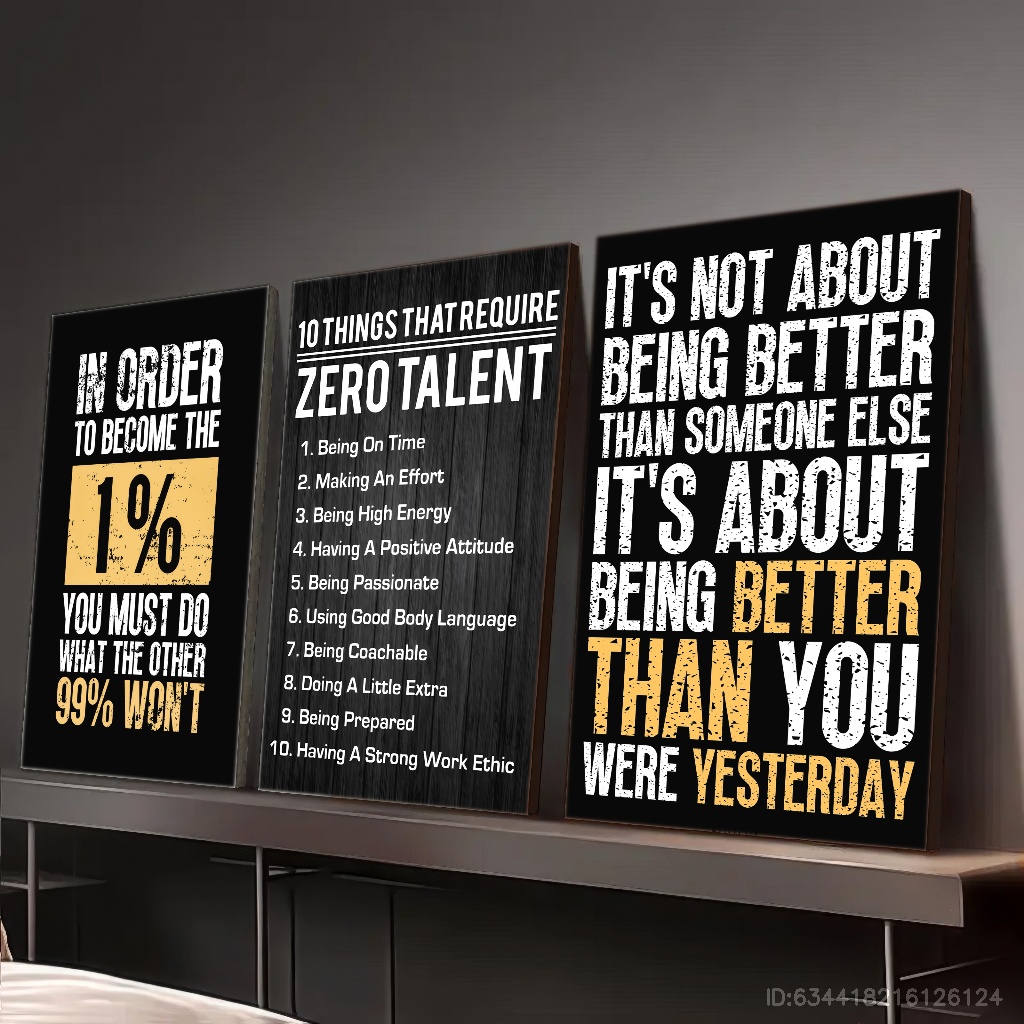 IN ORDER
TO BECOME THE
1%
YOU MUST DO
WHAT THE OTHER
99% WON'T
10 THINGS THAT REQUIRE
ZERO TALENT
1. Being On Time
2. Making An Effort
3. Being High Energy
4. Having A Positive Attitude
5. Being Passionate
6. Using Good Body Language
7. Being Coachable
8. Doing A Little Extra
9. Being Prepared
10. Having A Strong Work Ethic
IT'S NOT ABOUT
BEING BETTER
THAN SOMEONE ELSE
IT'S ABOUT
BEING BETTER
THAN YOU
WERE YESTERDAY
ID:634418216126124